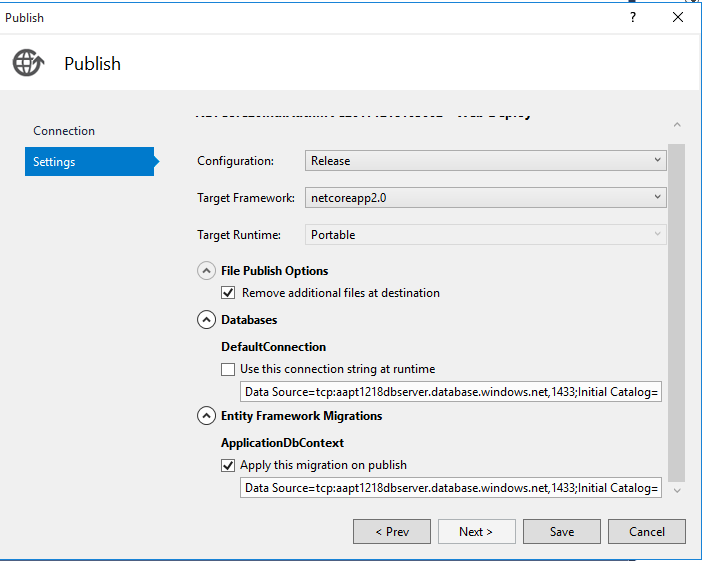 Publish
?
Publish
Connection
Settings
Web Deploy
Configuration:
Release
Target Framework:
netcoreapp2.0
Target Runtime:
Portable
File Publish Options
Remove additional files at destination
Databases
DefaultConnection
Use this connection string at runtime
Data Source=tcp:aapt1218dbserver.database.windows.net,1433;Initial Catalog=
Entity Framework Migrations
ApplicationDbContext
Apply this migration on publish
Data Source=tcp:aapt1218dbserver.database.windows.net,1433;Initial Catalog=
< Prev
Next >
Save
Cancel